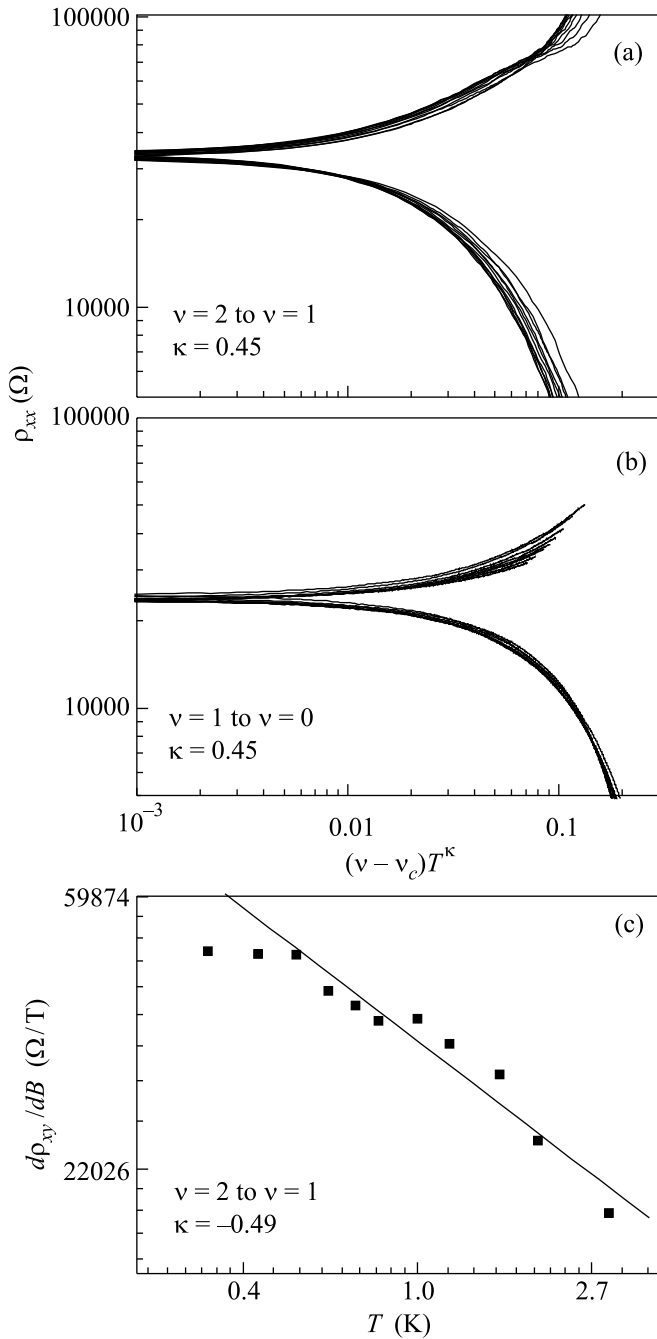 100000
(a)
10000
ν = 2 to ν = 1
κ = 0.45
ρxx (Ω)
100000
(b)
10000
ν = 1 to ν = 0
κ = 0.45
10⁻³ 0.01 0.1
(ν – νc)Tᴷ
59874
(c)
dρxy/dB (Ω/T)
22026
ν = 2 to ν = 1
κ = –0.49
0.4 1.0 2.7
T (K)